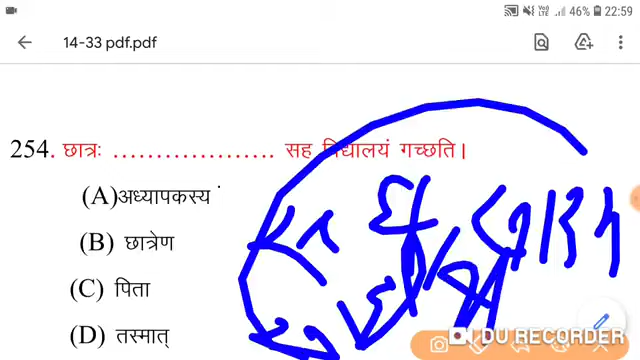 46% 22:59
14-33 pdf.pdf
254. छात्रः .................... सह विद्यालयं गच्छति।
(A)अध्यापकस्य
(B) छात्रेण
(C) पिता
(D) तस्मात्
DU RECORDER